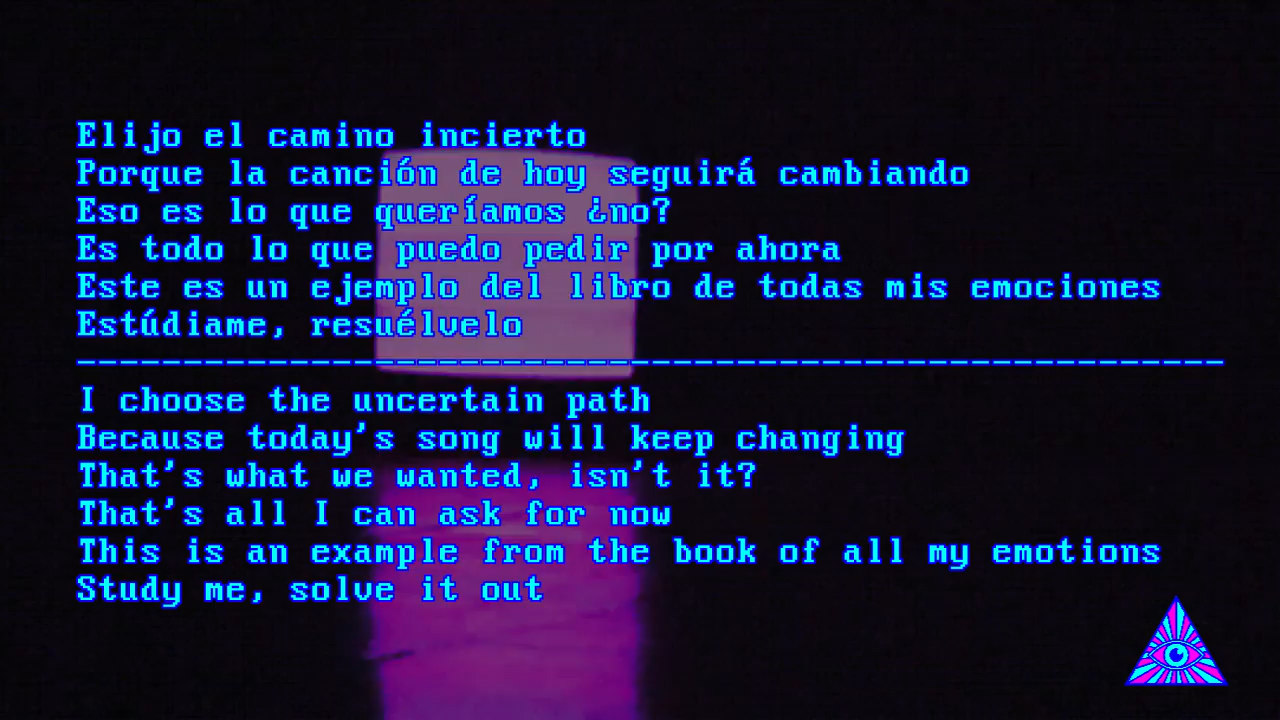 Elijo el camino incierto
Porque la canción de hoy seguirá cambiando
Eso es lo que queríamos ¿no?
Es todo lo que puedo pedir por ahora
Este es un ejemplo del libro de todas mis emociones
Estúdiame, resuélvelo
------------------------------------------------------
I choose the uncertain path
Because today's song will keep changing
That's what we wanted, isn't it?
That's all I can ask for now
This is an example from the book of all my emotions
Study me, solve it out